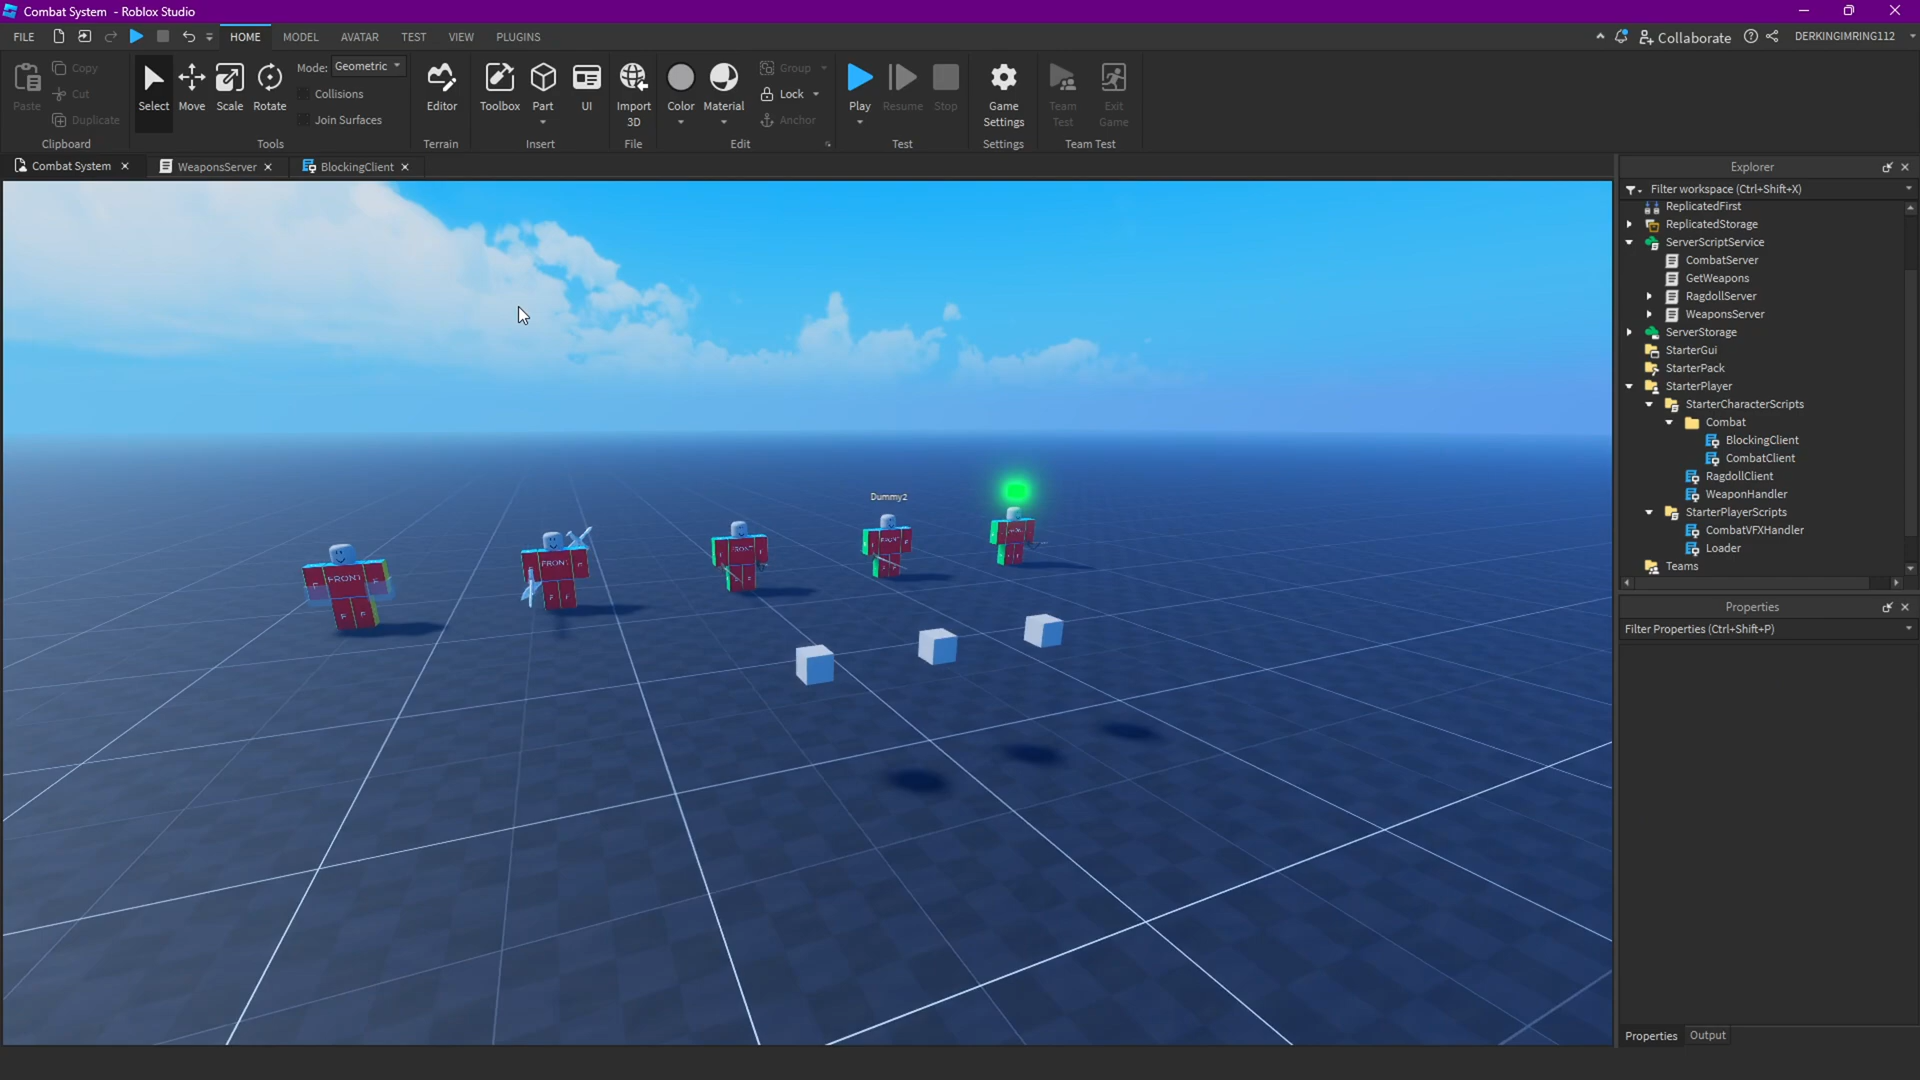 Combat System - Roblox Studio
FILE HOME MODEL AVATAR TEST VIEW PLUGINS Collaborate DERKINGIMRING112
Paste Copy Cut Duplicate
Clipboard
Select Move Scale Rotate Mode: Geometric Collisions Join Surfaces
Tools
Editor
Terrain
Toolbox Part UI
Insert
Import 3D
File
Color Material Group Lock Anchor
Edit
Play Resume Stop
Test
Game Settings
Settings
Team Test Exit Game
Team Test
Combat System WeaponsServer BlockingClient
Dummy2
FRONT
FRONT
FRONT
FRONT
Explorer
Filter workspace (Ctrl+Shift+X)
ReplicatedFirst
ReplicatedStorage
ServerScriptService
CombatServer
GetWeapons
RagdollServer
WeaponsServer
ServerStorage
StarterGui
StarterPack
StarterPlayer
StarterCharacterScripts
Combat
BlockingClient
CombatClient
RagdollClient
WeaponHandler
StarterPlayerScripts
CombatVFXHandler
Loader
Teams
Properties
Filter Properties (Ctrl+Shift+P)
Properties Output